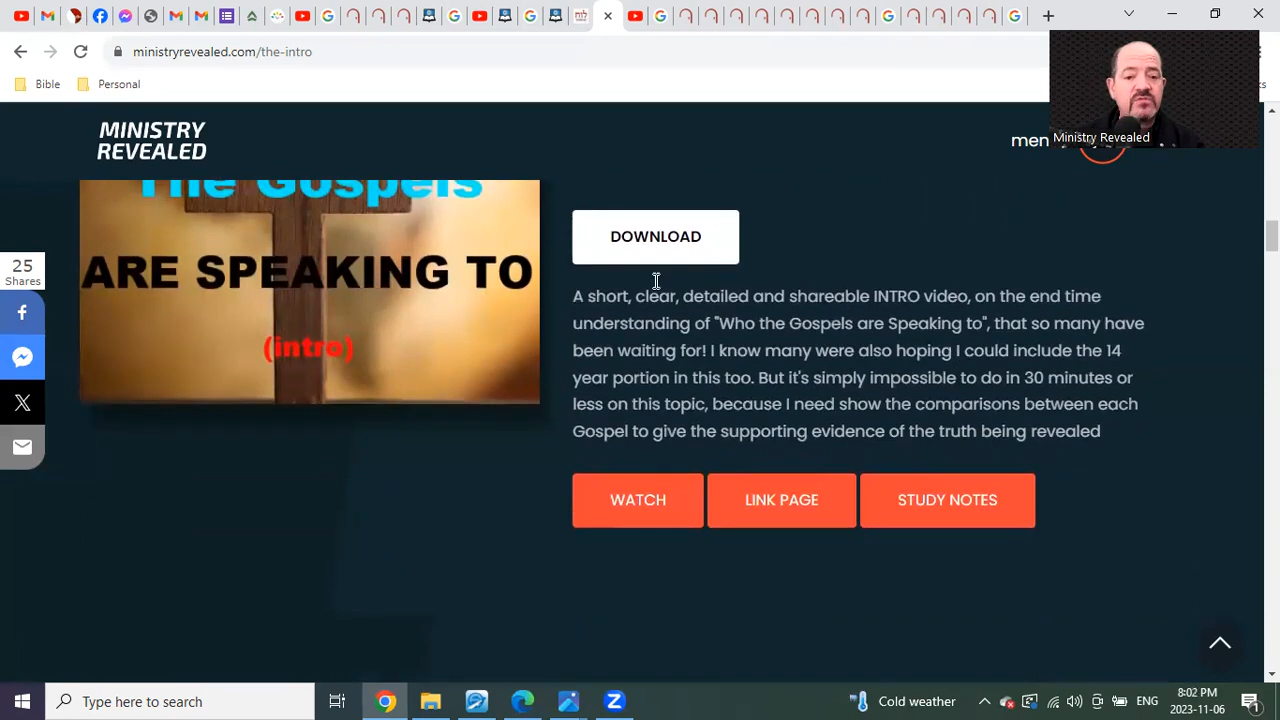 ministryrevealed.com/the-intro
Bible
Personal
MINISTRY
REVEALED
men
Ministry Revealed
The Gospels
ARE SPEAKING TO
(intro)
25
Shares
DOWNLOAD
A short, clear, detailed and shareable INTRO video, on the end time
understanding of "Who the Gospels are Speaking to", that so many have
been waiting for! I know many were also hoping I could include the 14
year portion in this too. But it's simply impossible to do in 30 minutes or
less on this topic, because I need show the comparisons between each
Gospel to give the supporting evidence of the truth being revealed
WATCH
LINK PAGE
STUDY NOTES
Type here to search
Cold weather
ENG
8:02 PM
2023-11-06